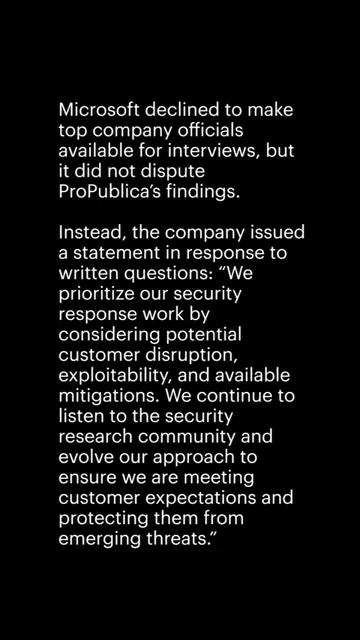 Microsoft declined to make
top company officials
available for interviews, but
it did not dispute
ProPublica’s findings.
Instead, the company issued
a statement in response to
written questions: “We
prioritize our security
response work by
considering potential
customer disruption,
exploitability, and available
mitigations. We continue to
listen to the security
research community and
evolve our approach to
ensure we are meeting
customer expectations and
protecting them from
emerging threats.”